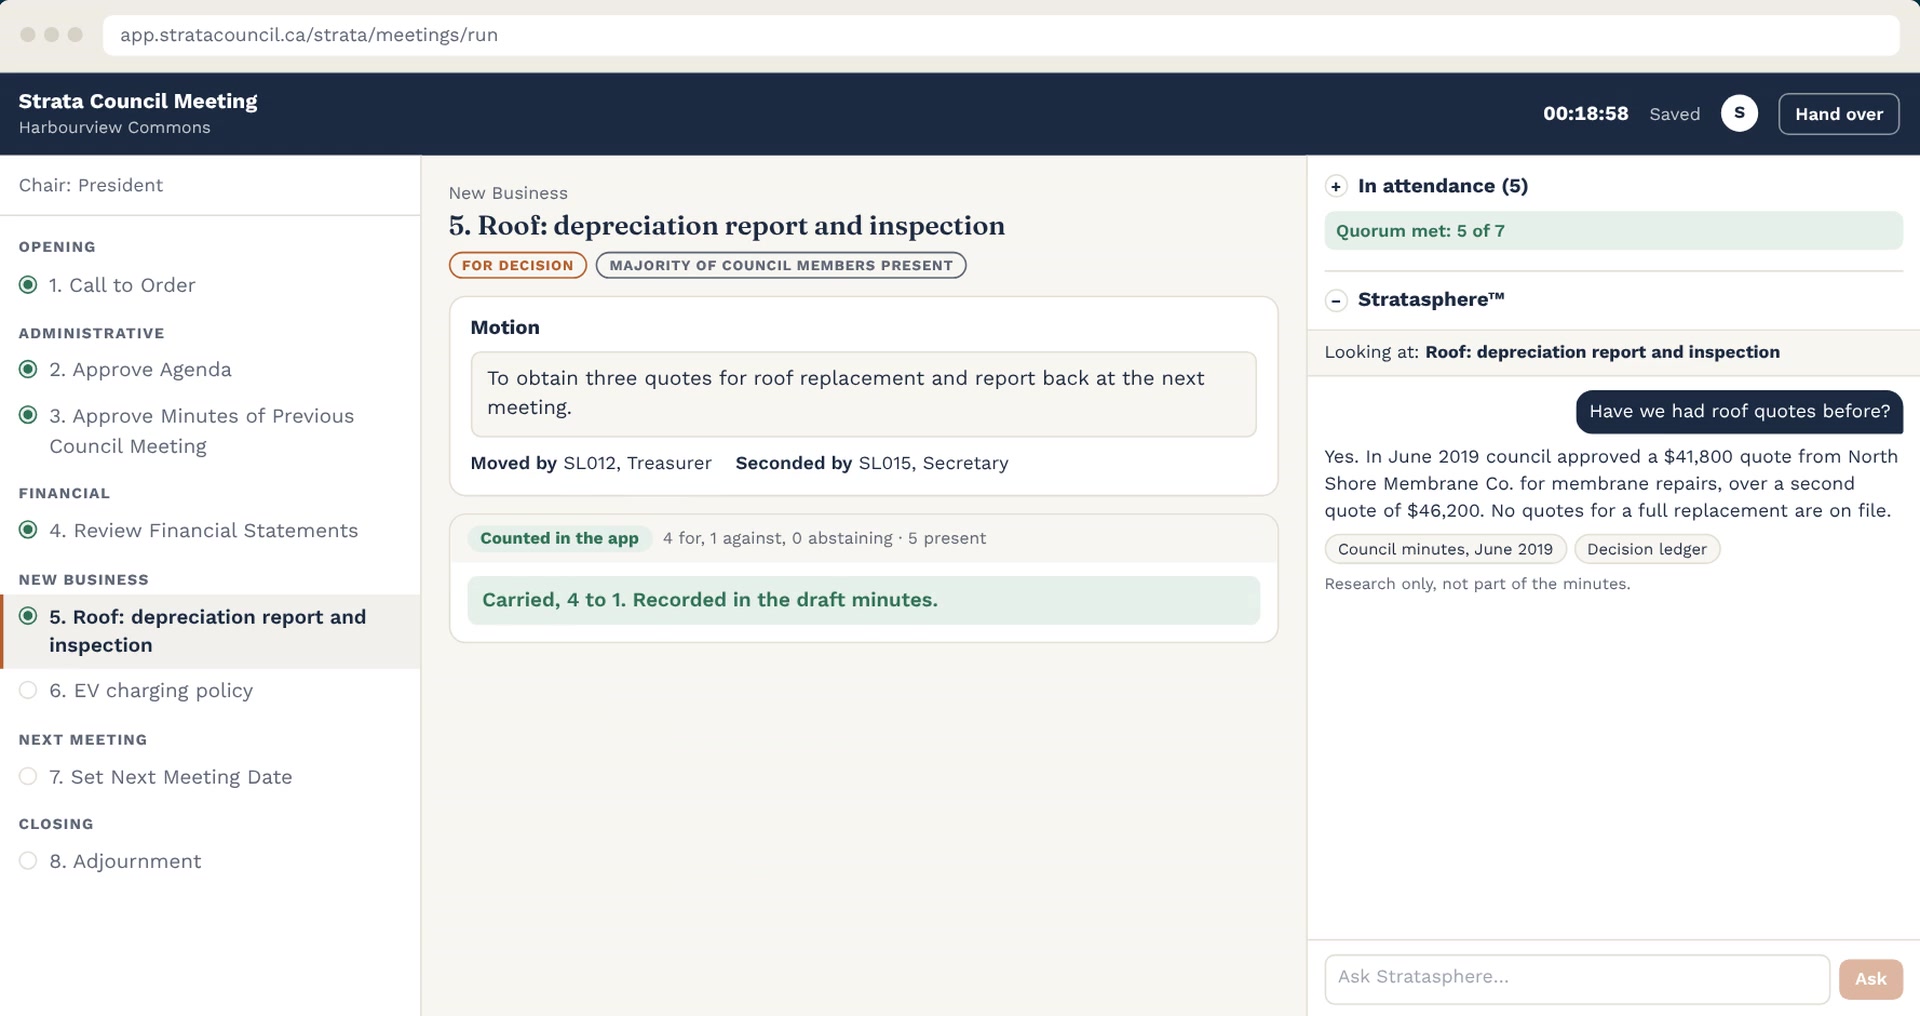 app.stratacouncil.ca/strata/meetings/run
Strata Council Meeting
Harbourview Commons
00:18:58
Saved
S
Hand over
Chair: President
OPENING
1. Call to Order
ADMINISTRATIVE
2. Approve Agenda
3. Approve Minutes of Previous
Council Meeting
FINANCIAL
4. Review Financial Statements
NEW BUSINESS
5. Roof: depreciation report and
inspection
6. EV charging policy
NEXT MEETING
7. Set Next Meeting Date
CLOSING
8. Adjournment
New Business
5. Roof: depreciation report and inspection
FOR DECISION
MAJORITY OF COUNCIL MEMBERS PRESENT
Motion
To obtain three quotes for roof replacement and report back at the next
meeting.
Moved by SL012, Treasurer Seconded by SL015, Secretary
Counted in the app 4 for, 1 against, 0 abstaining · 5 present
Carried, 4 to 1. Recorded in the draft minutes.
+ In attendance (5)
Quorum met: 5 of 7
– Stratasphere™
Looking at: Roof: depreciation report and inspection
Have we had roof quotes before?
Yes. In June 2019 council approved a $41,800 quote from North
Shore Membrane Co. for membrane repairs, over a second
quote of $46,200. No quotes for a full replacement are on file.
Council minutes, June 2019
Decision ledger
Research only, not part of the minutes.
Ask Stratasphere...
Ask